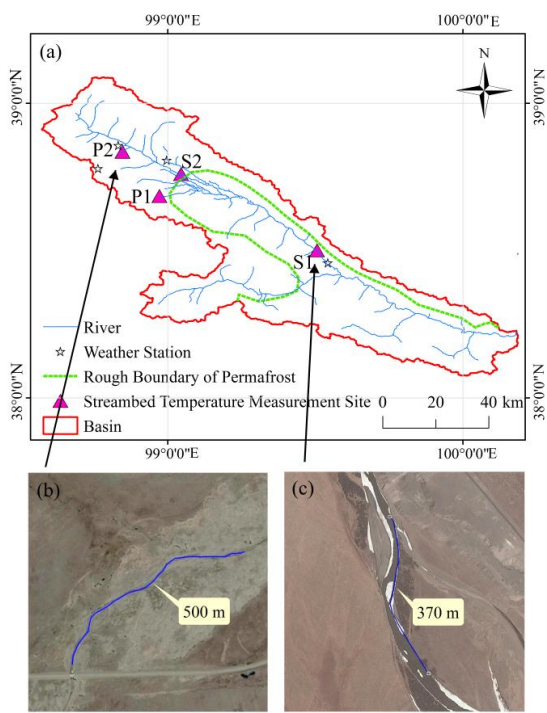 99°0'0"E
100°0'0"E
(a)
N
39°0'0"N
39°0'0"N
P2
S2
P1
S1
River
Weather Station
Rough Boundary of Permafrost
Streambed Temperature Measurement Site
0 20 40 km
Basin
38°0'0"N
38°0'0"N
99°0'0"E
100°0'0"E
(b)
(c)
500 m
370 m